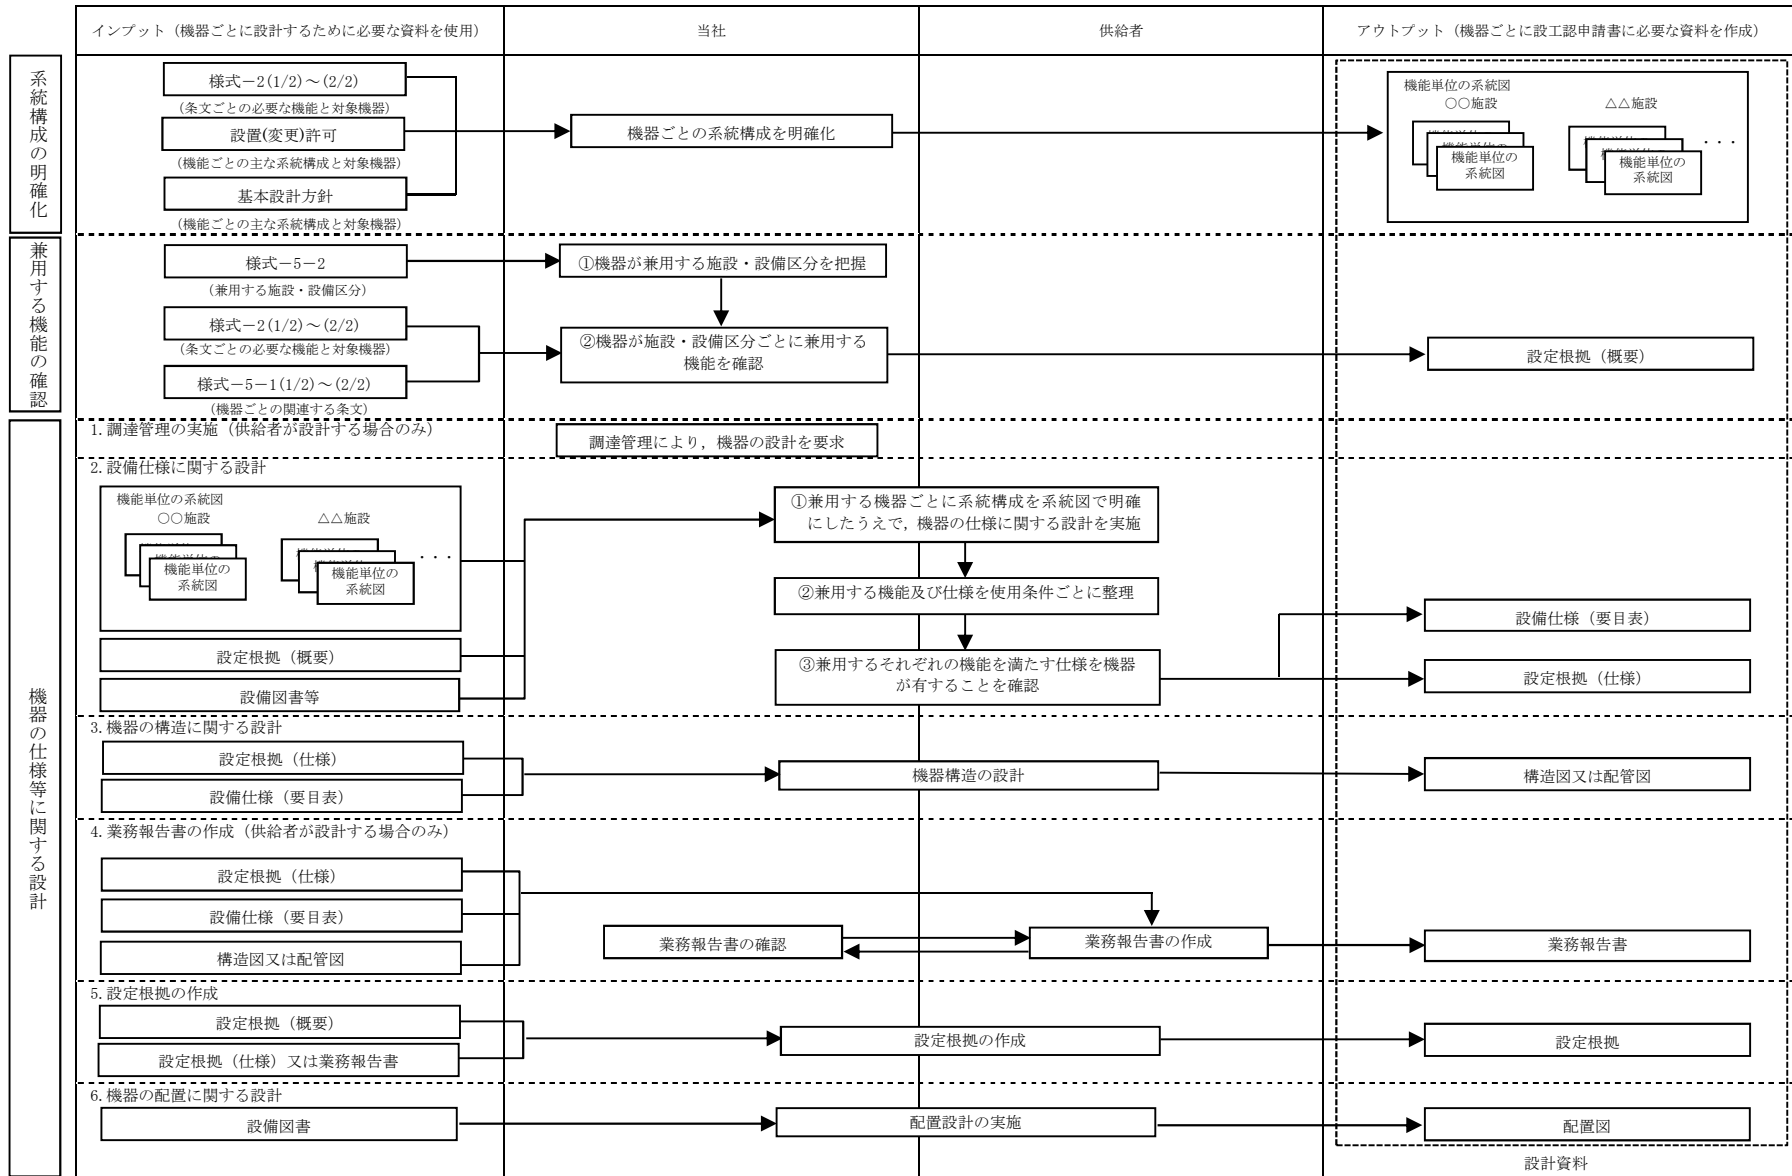 インプット（機器ごとに設計するために必要な資料を使用）
当社
供給者
アウトプット（機器ごとに設工認申請書に必要な資料を作成）
系統構成の明確化
様式－2(1/2)～(2/2)
（条文ごとの必要な機能と対象機器）
設置(変更)許可
（機能ごとの主な系統構成と対象機器）
基本設計方針
（機能ごとの主な系統構成と対象機器）
機器ごとの系統構成を明確化
機能単位の系統図
○○施設
△△施設
機能単位の
系統図
機能単位の
系統図
・・・
兼用する機能の確認
様式－5－2
（兼用する施設・設備区分）
様式－2(1/2)～(2/2)
（条文ごとの必要な機能と対象機器）
様式－5－1(1/2)～(2/2)
（機器ごとの関連する条文）
①機器が兼用する施設・設備区分を把握
②機器が施設・設備区分ごとに兼用する
機能を確認
設定根拠（概要）
機器の仕様等に関する設計
1.調達管理の実施（供給者が設計する場合のみ）
調達管理により，機器の設計を要求
2.設備仕様に関する設計
機能単位の系統図
○○施設
△△施設
機能単位の
系統図
機能単位の
系統図
・・・
設定根拠（概要）
設備図書等
①兼用する機器ごとに系統構成を系統図で明確
にしたうえで，機器の仕様に関する設計を実施
②兼用する機能及び仕様を使用条件ごとに整理
③兼用するそれぞれの機能を満たす仕様を機器
が有することを確認
設備仕様（要目表）
設定根拠（仕様）
3.機器の構造に関する設計
設定根拠（仕様）
設備仕様（要目表）
機器構造の設計
構造図又は配管図
4.業務報告書の作成（供給者が設計する場合のみ）
設定根拠（仕様）
設備仕様（要目表）
構造図又は配管図
業務報告書の確認
業務報告書の作成
業務報告書
5.設定根拠の作成
設定根拠（概要）
設定根拠（仕様）又は業務報告書
設定根拠の作成
設定根拠
6.機器の配置に関する設計
設備図書
配置設計の実施
配置図
設計資料